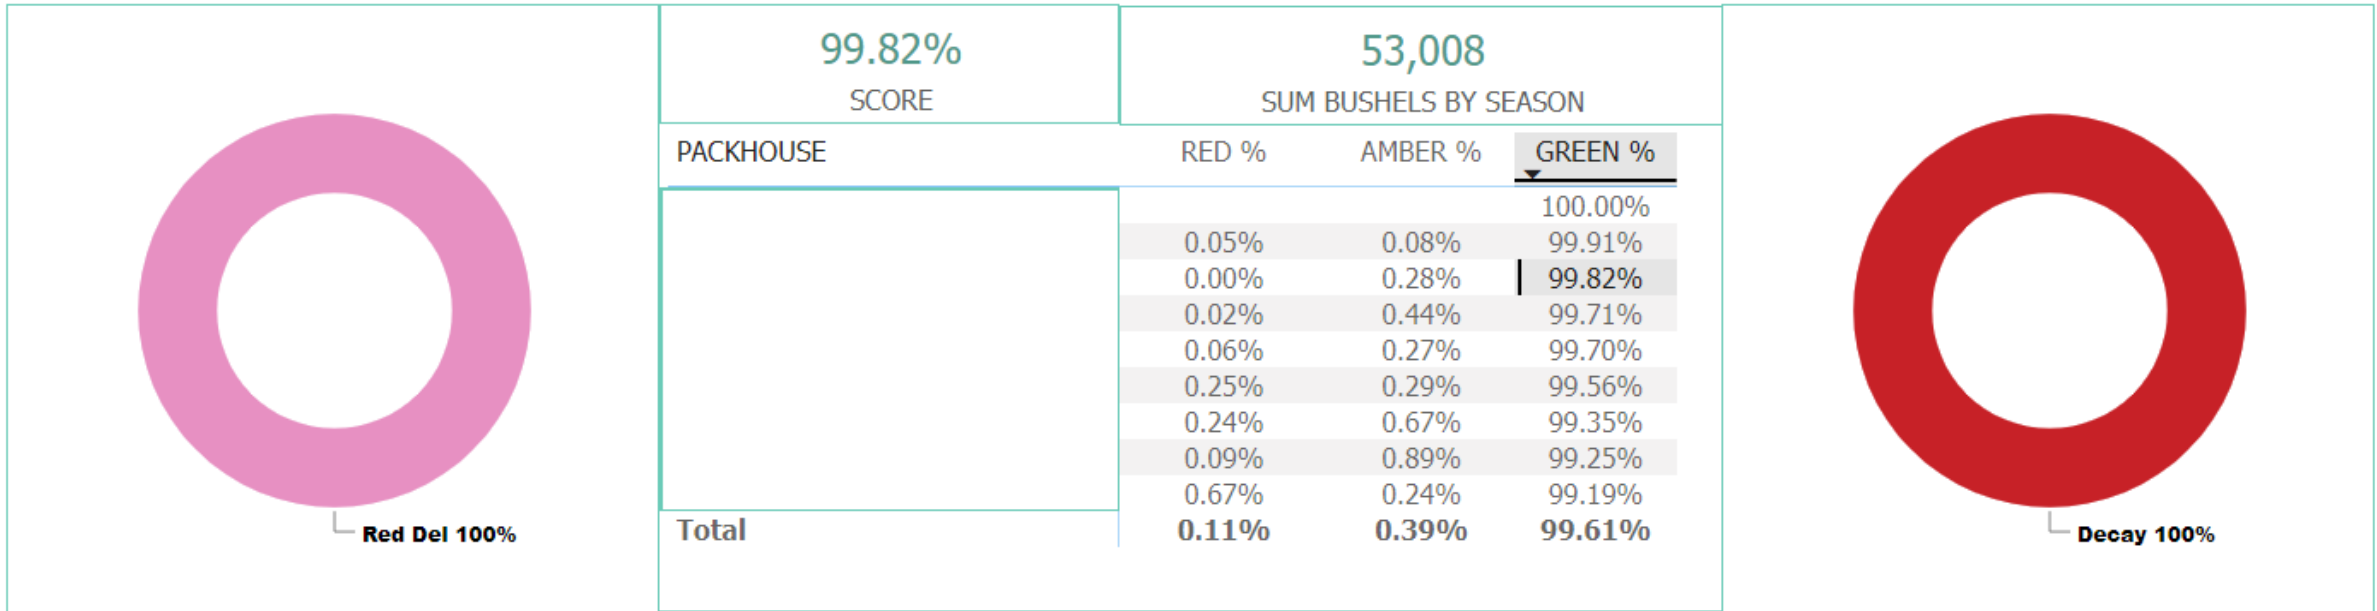 99.82%
SCORE
53,008
SUM BUSHELS BY SEASON
PACKHOUSE RED % AMBER % GREEN %
100.00%
0.05% 0.08% 99.91%
0.00% 0.28% 99.82%
0.02% 0.44% 99.71%
0.06% 0.27% 99.70%
0.25% 0.29% 99.56%
0.24% 0.67% 99.35%
0.09% 0.89% 99.25%
0.67% 0.24% 99.19%
Total 0.11% 0.39% 99.61%
Red Del 100%
Decay 100%